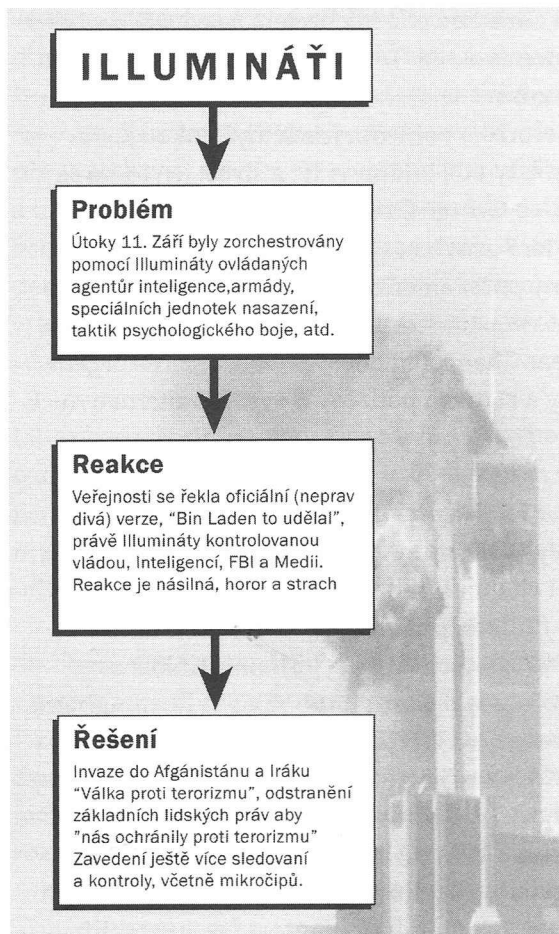 ILLUMINÁŤI
Problém
Útoky 11. Září byly zorchestrovány
pomocí Illumináty ovládaných
agentůr inteligence,armády,
speciálních jednotek nasazení,
taktik psychologického boje, atd.
Reakce
Veřejnosti se řekla oficiální (neprav
divá) verze, “Bin Laden to udělal”,
právě Illumináty kontrolovanou
vládou, Inteligencí, FBI a Medii.
Reakce je násilná, horor a strach
Řešení
Invaze do Afgánistánu a Iráku
“Válka proti terorizmu”, odstranění
základních lidských práv aby
”nás ochránily proti terorizmu”
Zavedení ještě více sledovaní
a kontroly, včetně mikročipů.